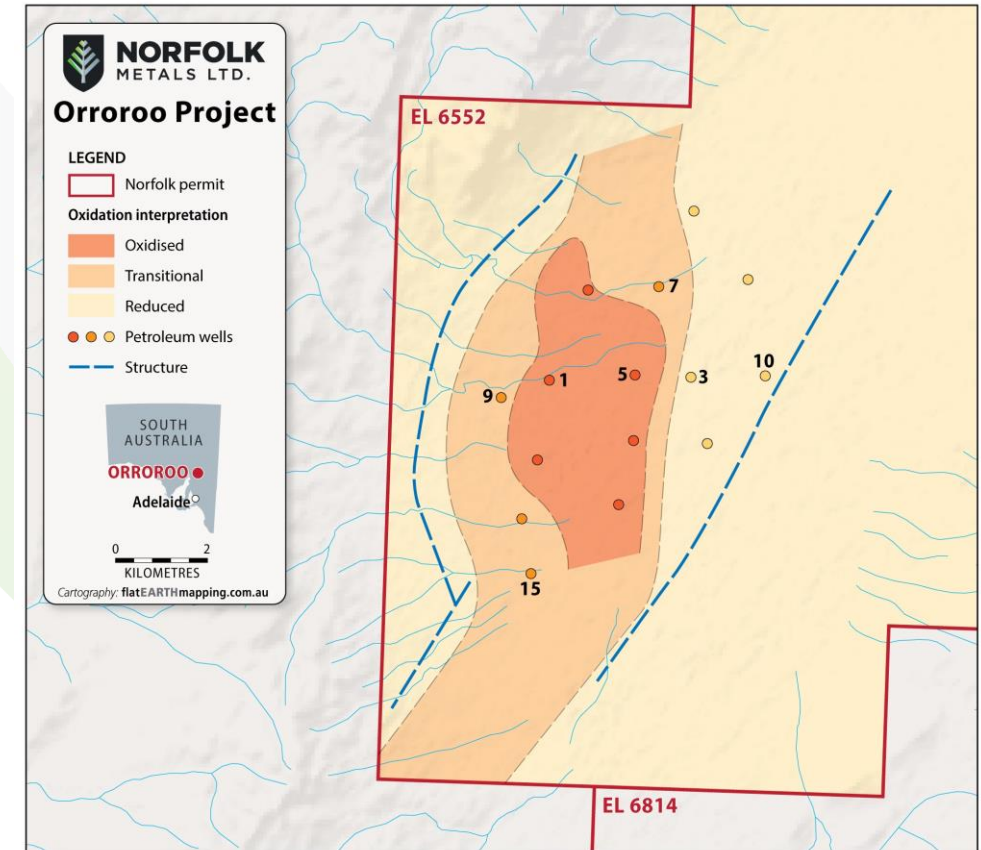 NORFOLK
METALS LTD.
Orroroo Project
LEGEND
Norfolk permit
Oxidation interpretation
Oxidised
Transitional
Reduced
Petroleum wells
Structure
SOUTH
AUSTRALIA
ORROROO
Adelaide
0 2
KILOMETRES
Cartography: flatEARTHmapping.com.au
EL 6552
7
10
1
5
3
9
15
EL 6814